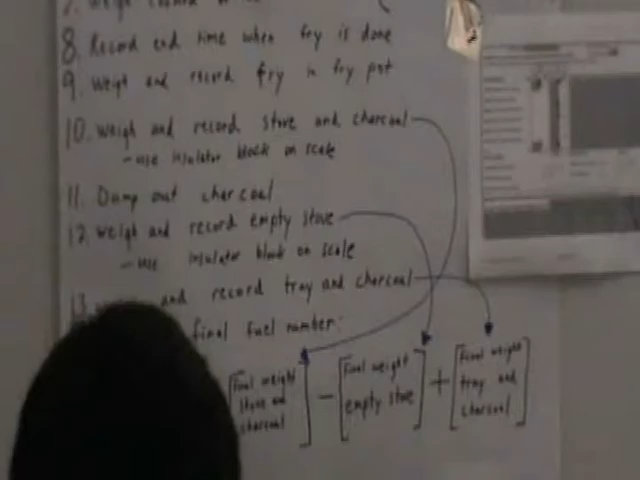 7. Weigh
8. Record end time when fry is done
9. Weigh and record fry in fry pot
10. Weigh and record stove and charcoal
- use insulator block on scale
11. Dump out charcoal
12. Weigh and record empty stove
- use insulator block on scale
13. and record tray and charcoal
final fuel number:
[final weight stove and charcoal] - [final weight empty stove] + [final weight tray and charcoal]